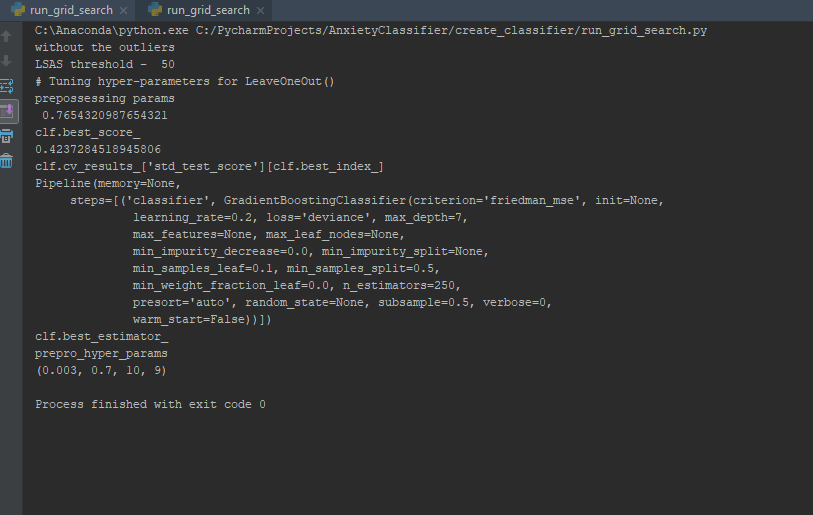 run_grid_search × run_grid_search ×
C:\Anaconda\python.exe C:/PycharmProjects/AnxietyClassifier/create_classifier/run_grid_search.py
without the outliers
LSAS threshold - 50
# Tuning hyper-parameters for LeaveOneOut()
prepossessing params
0.7654320987654321
clf.best_score_
0.4237284518945806
clf.cv_results_['std_test_score'][clf.best_index_]
Pipeline(memory=None,
steps=[('classifier', GradientBoostingClassifier(criterion='friedman_mse', init=None,
learning_rate=0.2, loss='deviance', max_depth=7,
max_features=None, max_leaf_nodes=None,
min_impurity_decrease=0.0, min_impurity_split=None,
min_samples_leaf=0.1, min_samples_split=0.5,
min_weight_fraction_leaf=0.0, n_estimators=250,
presort='auto', random_state=None, subsample=0.5, verbose=0,
warm_start=False))])
clf.best_estimator_
prepro_hyper_params
(0.003, 0.7, 10, 9)
Process finished with exit code 0